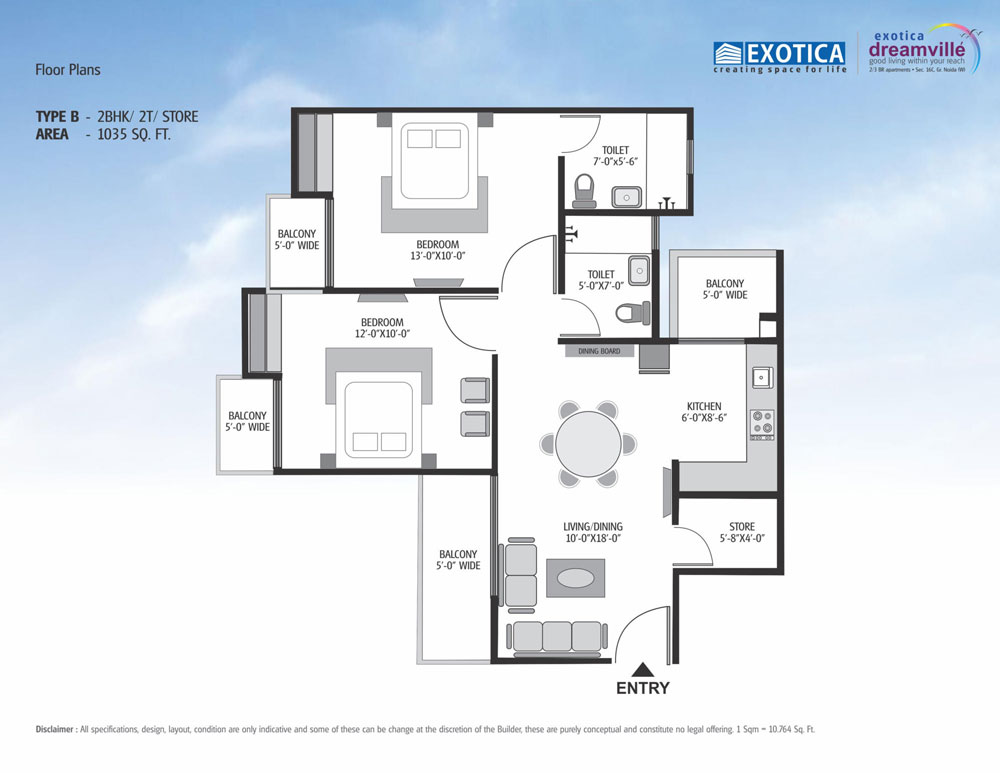 Floor Plans
EXOTICA
creating space for life
exotica
dreamville
good living within your reach
2/3 BR apartments • Sec. 16C, Gr. Noida (W)
TYPE B - 2BHK/ 2T/ STORE
AREA - 1035 SQ. FT.
TOILET
7'-0"x5'-6"
BALCONY
5'-0" WIDE
BEDROOM
13'-0"X10'-0"
TOILET
5'-0"X7'-0"
BALCONY
5'-0" WIDE
BEDROOM
12'-0"X10'-0"
DINING BOARD
KITCHEN
6'-0"X8'-6"
BALCONY
5'-0" WIDE
LIVING/DINING
10'-0"X18'-0"
STORE
5'-8"X4'-0"
BALCONY
5'-0" WIDE
ENTRY
Disclaimer : All specifications, design, layout, condition are only indicative and some of these can be change at the discretion of the Builder, these are purely conceptual and constitute no legal offering. 1 Sqm = 10.764 Sq. Ft.